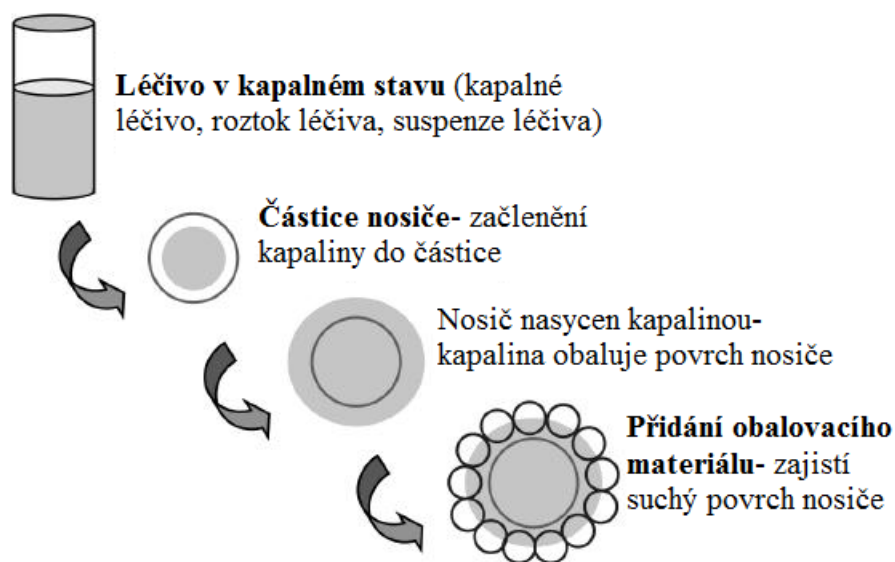 Léčivo v kapalném stavu (kapalné
léčivo, roztok léčiva, suspenze léčiva)
Částice nosiče- začlenění
kapaliny do částice
Nosič nasycen kapalinou-
kapalina obaluje povrch nosiče
Přidání obalovacího
materiálu- zajistí
suchý povrch nosiče